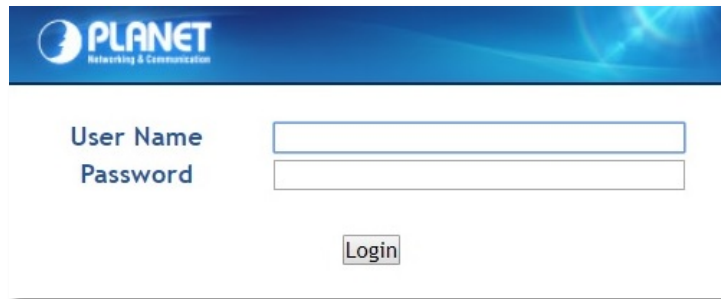 PLANET
Networking & Communication
User Name
Password
Login